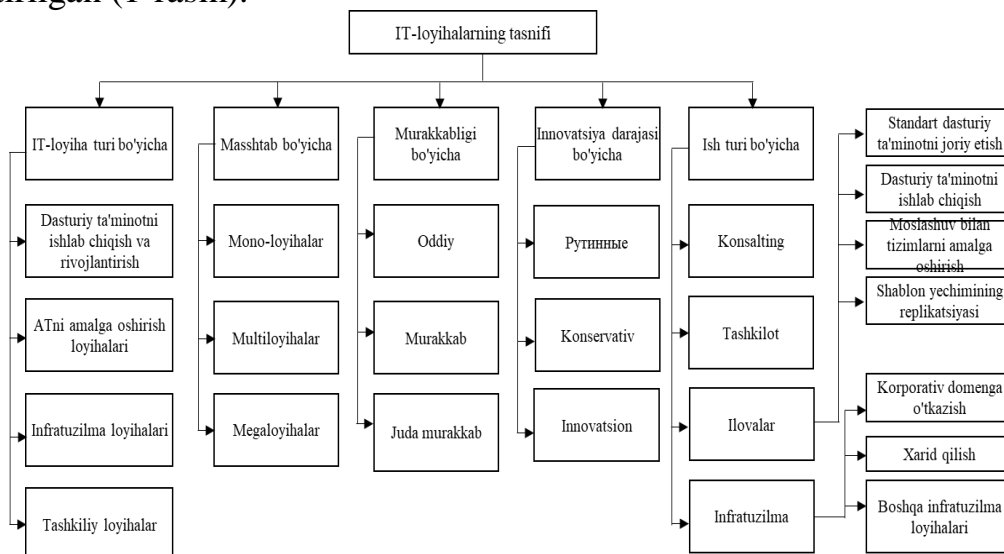 (1-rasm).
IT-loyihalarning tasnifi
IT-loyiha turi bo'yicha
Dasturiy ta'minotni
ishlab chiqish va
rivojlantirish
ATni amalga oshirish
loyihalari
Infratuzilma loyihalari
Tashkiliy loyihalar
Masshtab bo'yicha
Mono-loyihalar
Multiloyihalar
Megaloyihalar
Murakkabligi
bo'yicha
Oddiy
Murakkab
Juda murakkab
Innovatsiya darajasi
bo'yicha
Рутинные
Konservativ
Innovatsion
Ish turi bo'yicha
Konsalting
Tashkilot
Ilovalar
Infratuzilma
Standart dasturiy
ta'minotni joriy etish
Dasturiy ta'minotni
ishlab chiqish
Moslashuv bilan
tizimlarni amalga
oshirish
Shablon yechimining
replikatsiyasi
Korporativ domenga
o'tkazish
Xarid qilish
Boshqa infratuzilma
loyihalari